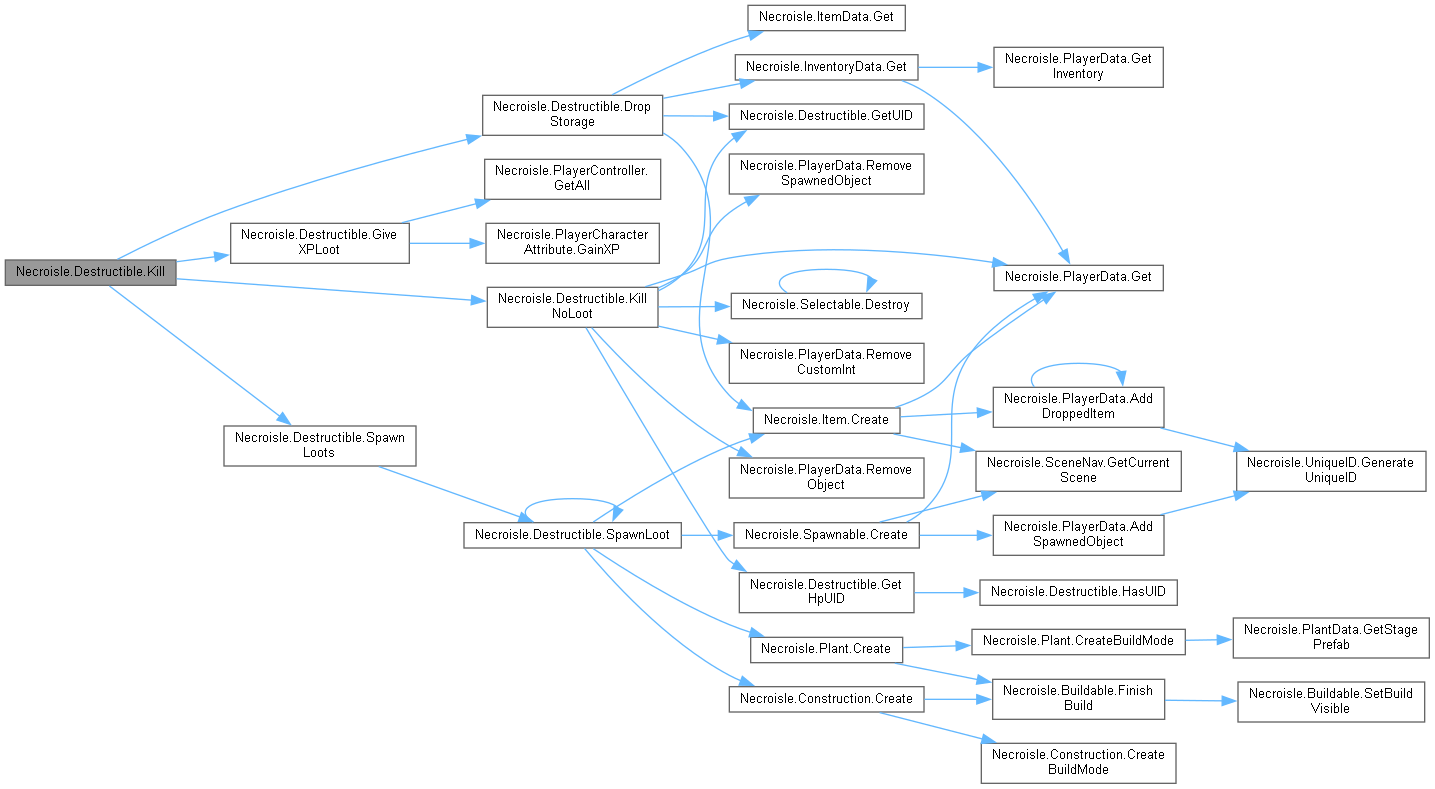 Necroisle.Destructible.Kill
Necroisle.Destructible.Drop
Storage
Necroisle.ItemData.Get
Necroisle.InventoryData.Get
Necroisle.PlayerData.Get
Inventory
Necroisle.Destructible.GetUID
Necroisle.PlayerController.
GetAll
Necroisle.PlayerData.Remove
SpawnedObject
Necroisle.Destructible.Give
XPLoot
Necroisle.PlayerCharacter
Attribute.GainXP
Necroisle.PlayerData.Get
Necroisle.Destructible.Kill
NoLoot
Necroisle.Selectable.Destroy
Necroisle.PlayerData.Remove
CustomInt
Necroisle.Item.Create
Necroisle.PlayerData.Add
DroppedItem
Necroisle.Destructible.Spawn
Loots
Necroisle.PlayerData.Remove
Object
Necroisle.SceneNav.GetCurrent
Scene
Necroisle.UniqueID.Generate
UniqueID
Necroisle.Destructible.SpawnLoot
Necroisle.Spawnable.Create
Necroisle.PlayerData.Add
SpawnedObject
Necroisle.Destructible.Get
HpUID
Necroisle.Destructible.HasUID
Necroisle.Plant.Create
Necroisle.Plant.CreateBuildMode
Necroisle.PlantData.GetStage
Prefab
Necroisle.Construction.Create
Necroisle.Buildable.Finish
Build
Necroisle.Buildable.SetBuild
Visible
Necroisle.Construction.Create
BuildMode